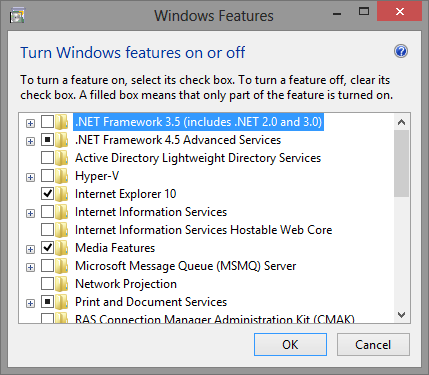 Windows Features
Turn Windows features on or off
To turn a feature on, select its check box. To turn a feature off, clear its
check box. A filled box means that only part of the feature is turned on.
.NET Framework 3.5 (includes .NET 2.0 and 3.0)
.NET Framework 4.5 Advanced Services
Active Directory Lightweight Directory Services
Hyper-V
Internet Explorer 10
Internet Information Services
Internet Information Services Hostable Web Core
Media Features
Microsoft Message Queue (MSMQ) Server
Network Projection
Print and Document Services
RAS Connection Manager Administration Kit (CMAK)
OK Cancel